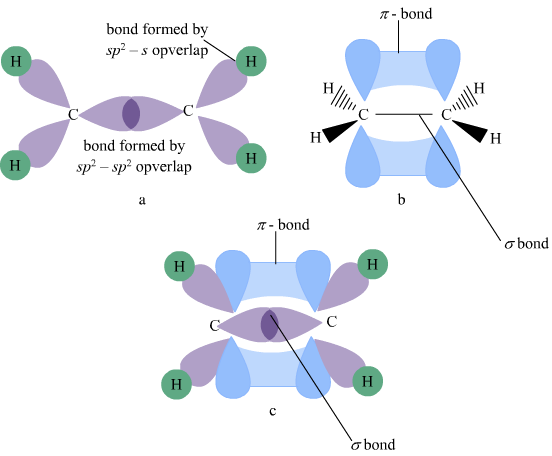 bond formed by
sp² – s opverlap
H
H
C
C
bond formed by
sp² – sp² opverlap
H
H
a
π - bond
H
H
C
C
H
H
b
σ bond
π - bond
H
H
C
C
H
H
c
σ bond